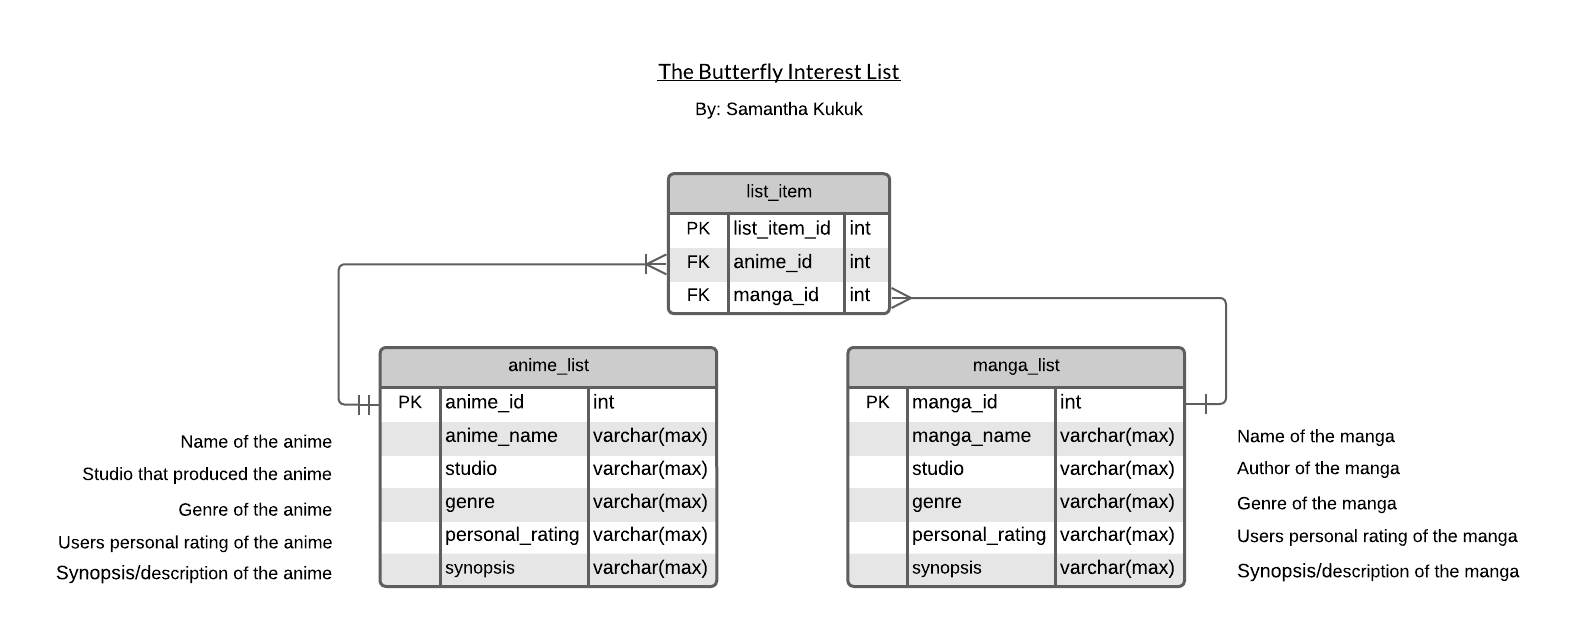 The Butterfly Interest List
By: Samantha Kukuk
list_item
PK list_item_id int
FK anime_id int
FK manga_id int
anime_list
PK anime_id int
anime_name varchar(max)
studio varchar(max)
genre varchar(max)
personal_rating varchar(max)
synopsis varchar(max)
Name of the anime
Studio that produced the anime
Genre of the anime
Users personal rating of the anime
Synopsis/description of the anime
manga_list
PK manga_id int
manga_name varchar(max)
studio varchar(max)
genre varchar(max)
personal_rating varchar(max)
synopsis varchar(max)
Name of the manga
Author of the manga
Genre of the manga
Users personal rating of the manga
Synopsis/description of the manga